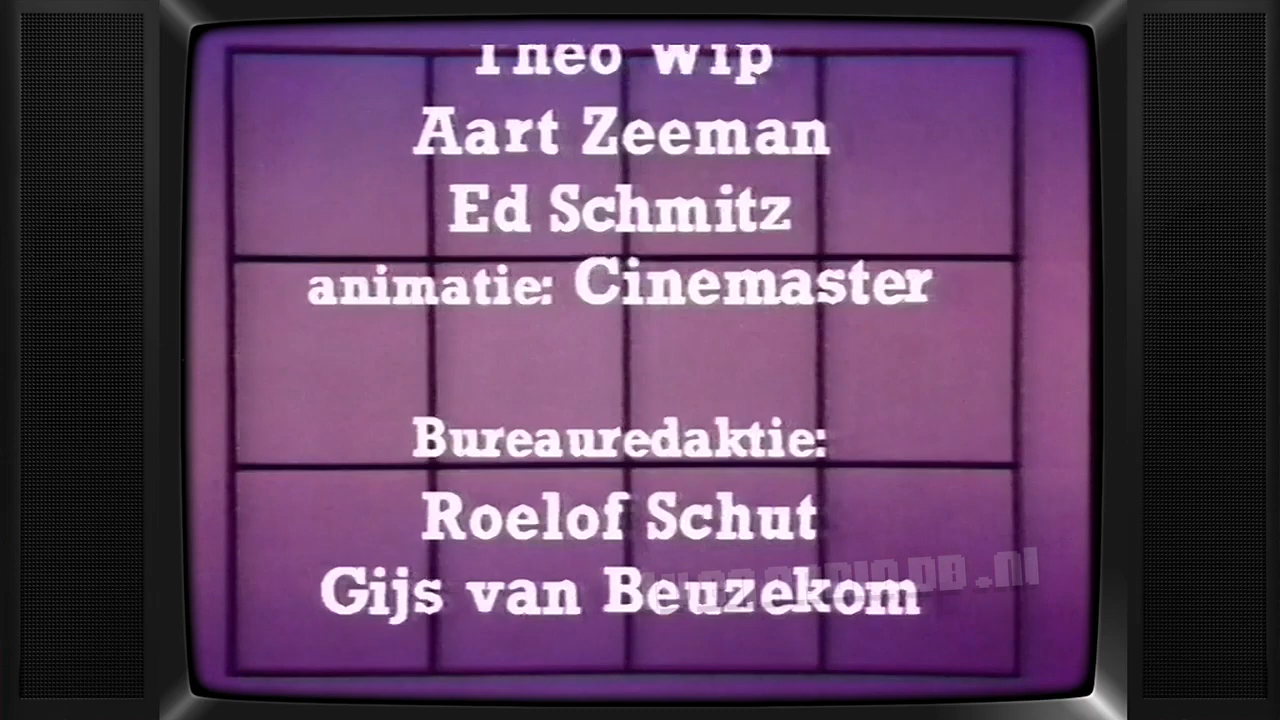 Theo Wip
Aart Zeeman
Ed Schmitz
animatie: Cinemaster
Bureauredaktie:
Roelof Schut
Gijs van Beuzekom